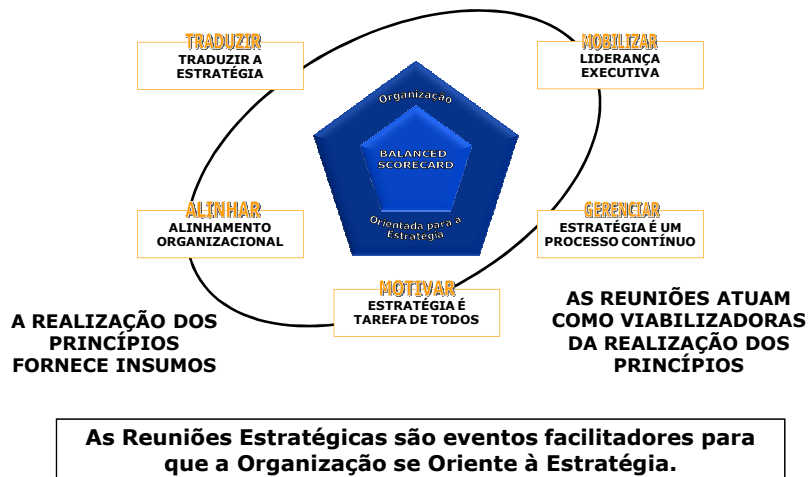 TRADUZIR
TRADUZIR A
ESTRATÉGIA
MOBILIZAR
LIDERANÇA
EXECUTIVA
Organização
BALANCED
SCORECARD
Orientada para a
Estrategia
ALINHAR
ALINHAMENTO
ORGANIZACIONAL
GERENCIAR
ESTRATÉGIA É UM
PROCESSO CONTÍNUO
MOTIVAR
ESTRATÉGIA É
TAREFA DE TODOS
A REALIZAÇÃO DOS
PRINCÍPIOS
FORNECE INSUMOS
AS REUNIÕES ATUAM
COMO VIABILIZADORAS
DA REALIZAÇÃO DOS
PRINCÍPIOS
As Reuniões Estratégicas são eventos facilitadores para
que a Organização se Oriente à Estratégia.